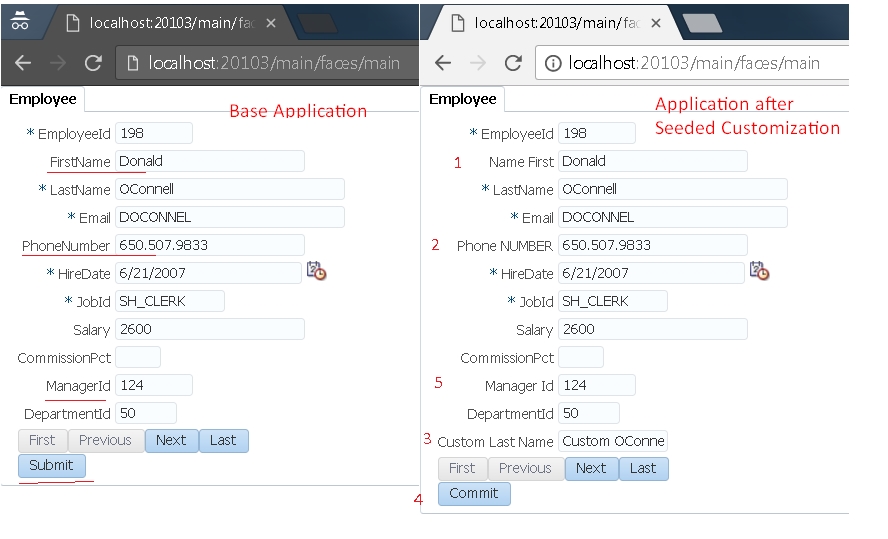 localhost:20103/main/fac
localhost:20103/main/faces/main
Employee
Base Application
* EmployeeId 198
FirstName Donald
* LastName OConnell
* Email DOCONNEL
PhoneNumber 650.507.9833
* HireDate 6/21/2007
* JobId SH_CLERK
Salary 2600
CommissionPct
ManagerId 124
DepartmentId 50
First Previous Next Last
Submit
localhost:20103/main/fac
localhost:20103/main/faces/main
Employee
Application after
Seeded Customization
* EmployeeId 198
1 Name First Donald
* LastName OConnell
* Email DOCONNEL
2 Phone NUMBER 650.507.9833
* HireDate 6/21/2007
* JobId SH_CLERK
Salary 2600
CommissionPct
5 Manager Id 124
DepartmentId 50
3 Custom Last Name Custom OConne
First Previous Next Last
4 Commit